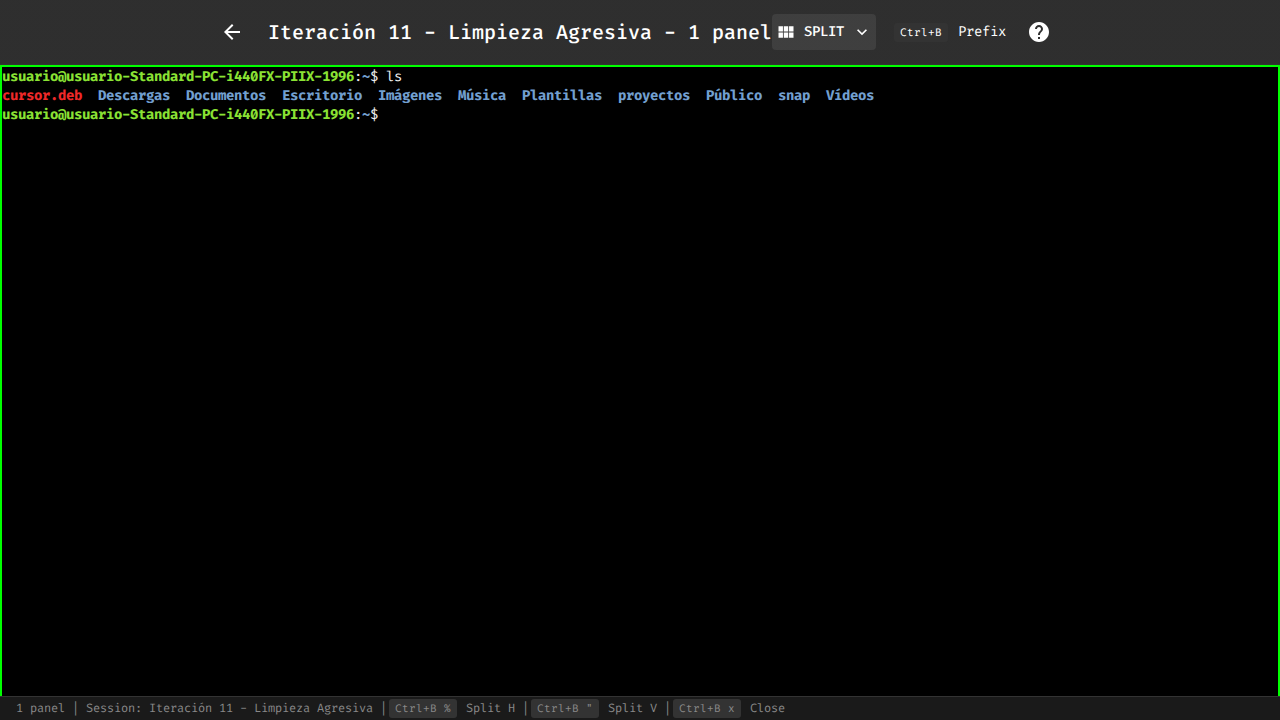 Iteración 11 - Limpieza Agresiva - 1 panel SPLIT Ctrl+B Prefix ?
usuario@usuario-Standard-PC-i440FX-PIIX-1996:~$ ls
cursor.deb Descargas Documentos Escritorio Imágenes Música Plantillas proyectos Público snap Vídeos
usuario@usuario-Standard-PC-i440FX-PIIX-1996:~$
1 panel | Session: Iteración 11 - Limpieza Agresiva | Ctrl+B % Split H | Ctrl+B " Split V | Ctrl+B x Close